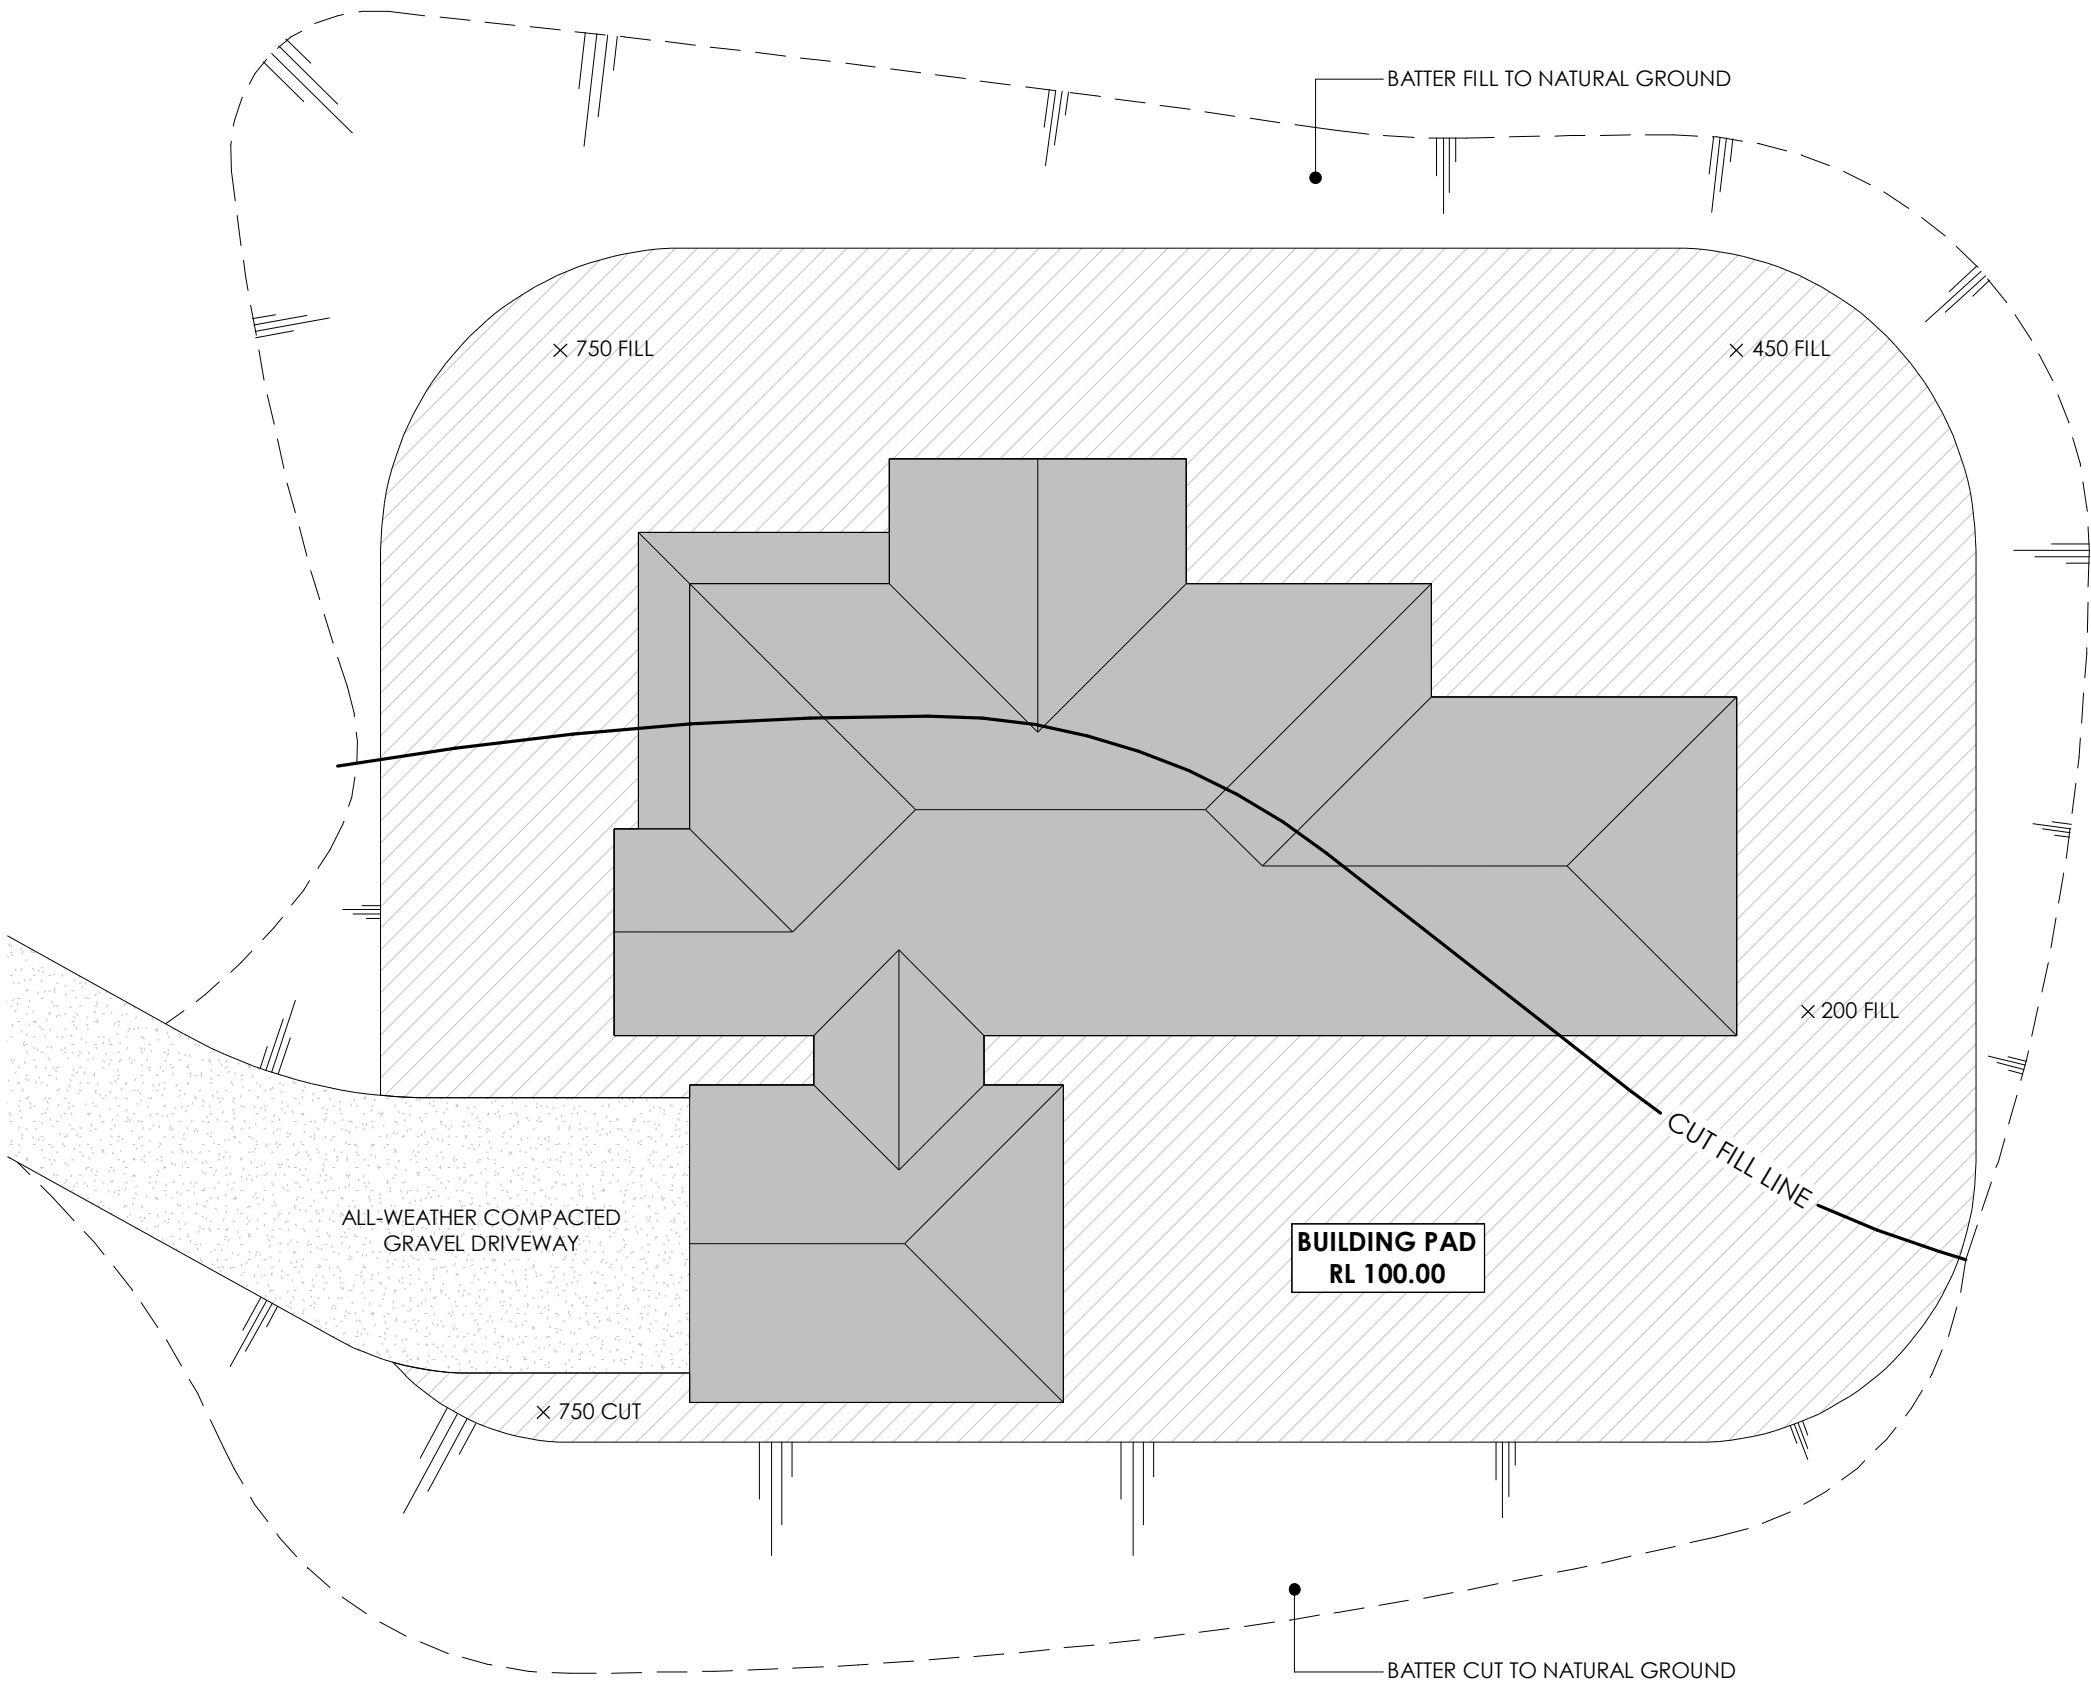 BATTER FILL TO NATURAL GROUND
× 750 FILL
× 450 FILL
× 200 FILL
CUT FILL LINE
ALL-WEATHER COMPACTED
GRAVEL DRIVEWAY
BUILDING PAD
RL 100.00
× 750 CUT
BATTER CUT TO NATURAL GROUND